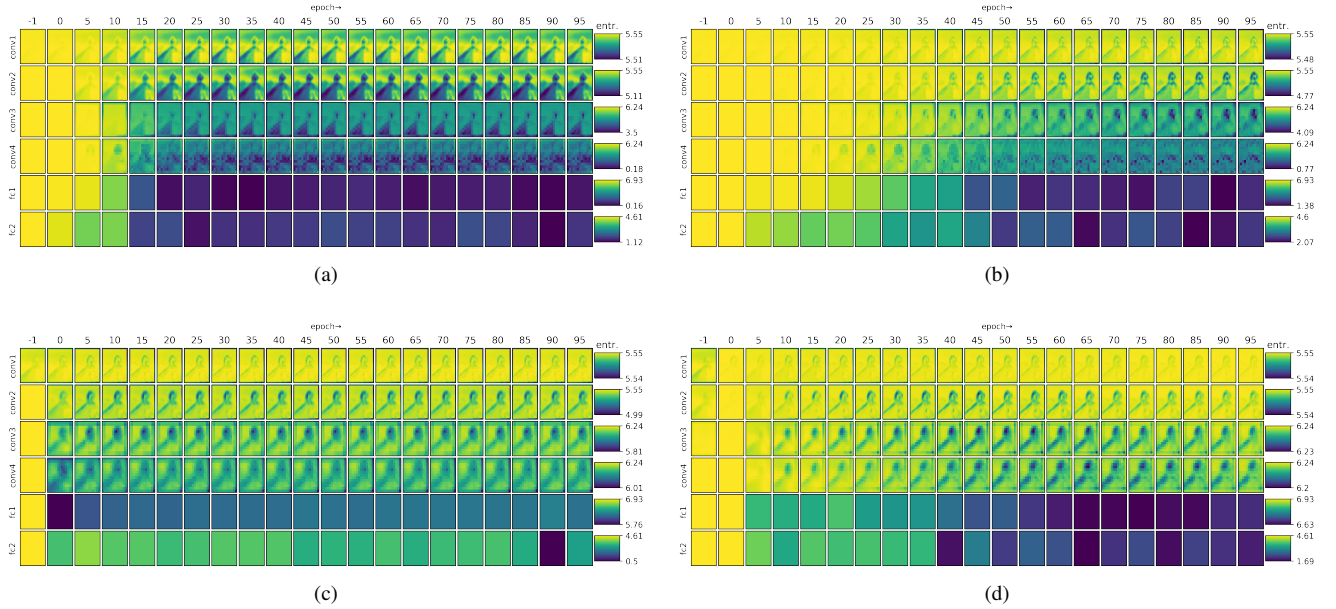 epoch→
-1 0 5 10 15 20 25 30 35 40 45 50 55 60 65 70 75 80 85 90 95
entr.
conv1 5.55 5.51
conv2 5.55 5.11
conv3 6.24 3.5
conv4 6.24 0.18
fc1 6.93 0.16
fc2 4.61 1.12
(a)
epoch→
-1 0 5 10 15 20 25 30 35 40 45 50 55 60 65 70 75 80 85 90 95
entr.
conv1 5.55 5.48
conv2 5.55 4.77
conv3 6.24 4.09
conv4 6.24 0.77
fc1 6.93 1.38
fc2 4.6 2.07
(b)
epoch→
-1 0 5 10 15 20 25 30 35 40 45 50 55 60 65 70 75 80 85 90 95
entr.
conv1 5.55 5.54
conv2 5.55 4.99
conv3 6.24 5.81
conv4 6.24 6.01
fc1 6.93 5.76
fc2 4.61 0.5
(c)
epoch→
-1 0 5 10 15 20 25 30 35 40 45 50 55 60 65 70 75 80 85 90 95
entr.
conv1 5.55 5.54
conv2 5.55 5.54
conv3 6.24 6.23
conv4 6.24 6.2
fc1 6.93 6.63
fc2 4.61 1.69
(d)